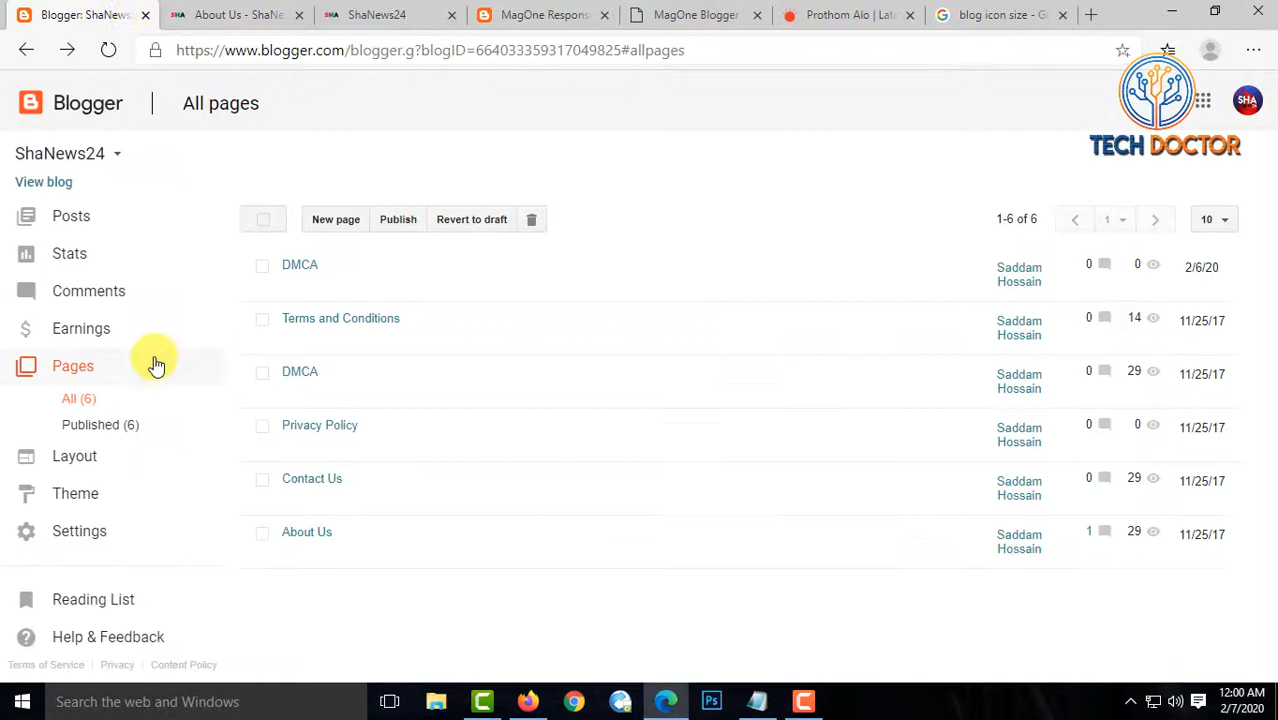 Blogger: ShaNews
About Us - ShaNe
ShaNews24
MagOne Respons
MagOne Blogger
Prothom Alo | Late
blog icon size - Go
https://www.blogger.com/blogger.g?blogID=664033359317049825#allpages
Blogger
All pages
SHA
TECH DOCTOR
ShaNews24
View blog
Posts
Stats
Comments
Earnings
Pages
All (6)
Published (6)
Layout
Theme
Settings
Reading List
Help & Feedback
Terms of Service | Privacy | Content Policy
New page Publish Revert to draft
1-6 of 6
1
10
DMCA Saddam Hossain 0 0 2/6/20
Terms and Conditions Saddam Hossain 0 14 11/25/17
DMCA Saddam Hossain 0 29 11/25/17
Privacy Policy Saddam Hossain 0 0 11/25/17
Contact Us Saddam Hossain 0 29 11/25/17
About Us Saddam Hossain 1 29 11/25/17
Search the web and Windows
Ps
12:00 AM
2/7/2020